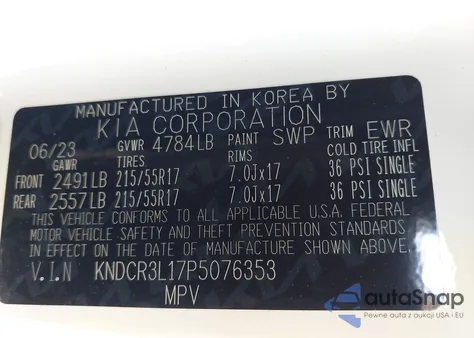 MANUFACTURED IN KOREA BY
KIA CORPORATION
06/23 GVWR 4784LB PAINT SWP TRIM EWR
GAWR TIRES RIMS COLD TIRE INFL
FRONT 2491LB 215/55R17 7.0Jx17 36 PSI SINGLE
REAR 2557LB 215/55R17 7.0Jx17 36 PSI SINGLE
THIS VEHICLE CONFORMS TO ALL APPLICABLE U.S.A. FEDERAL
MOTOR VEHICLE SAFETY AND THEFT PREVENTION STANDARDS
IN EFFECT ON THE DATE OF MANUFACTURE SHOWN ABOVE.
V.I.N KNDCR3L17P5076353
MPV
autoSnap
Pewne auta z aukcji USA i EU